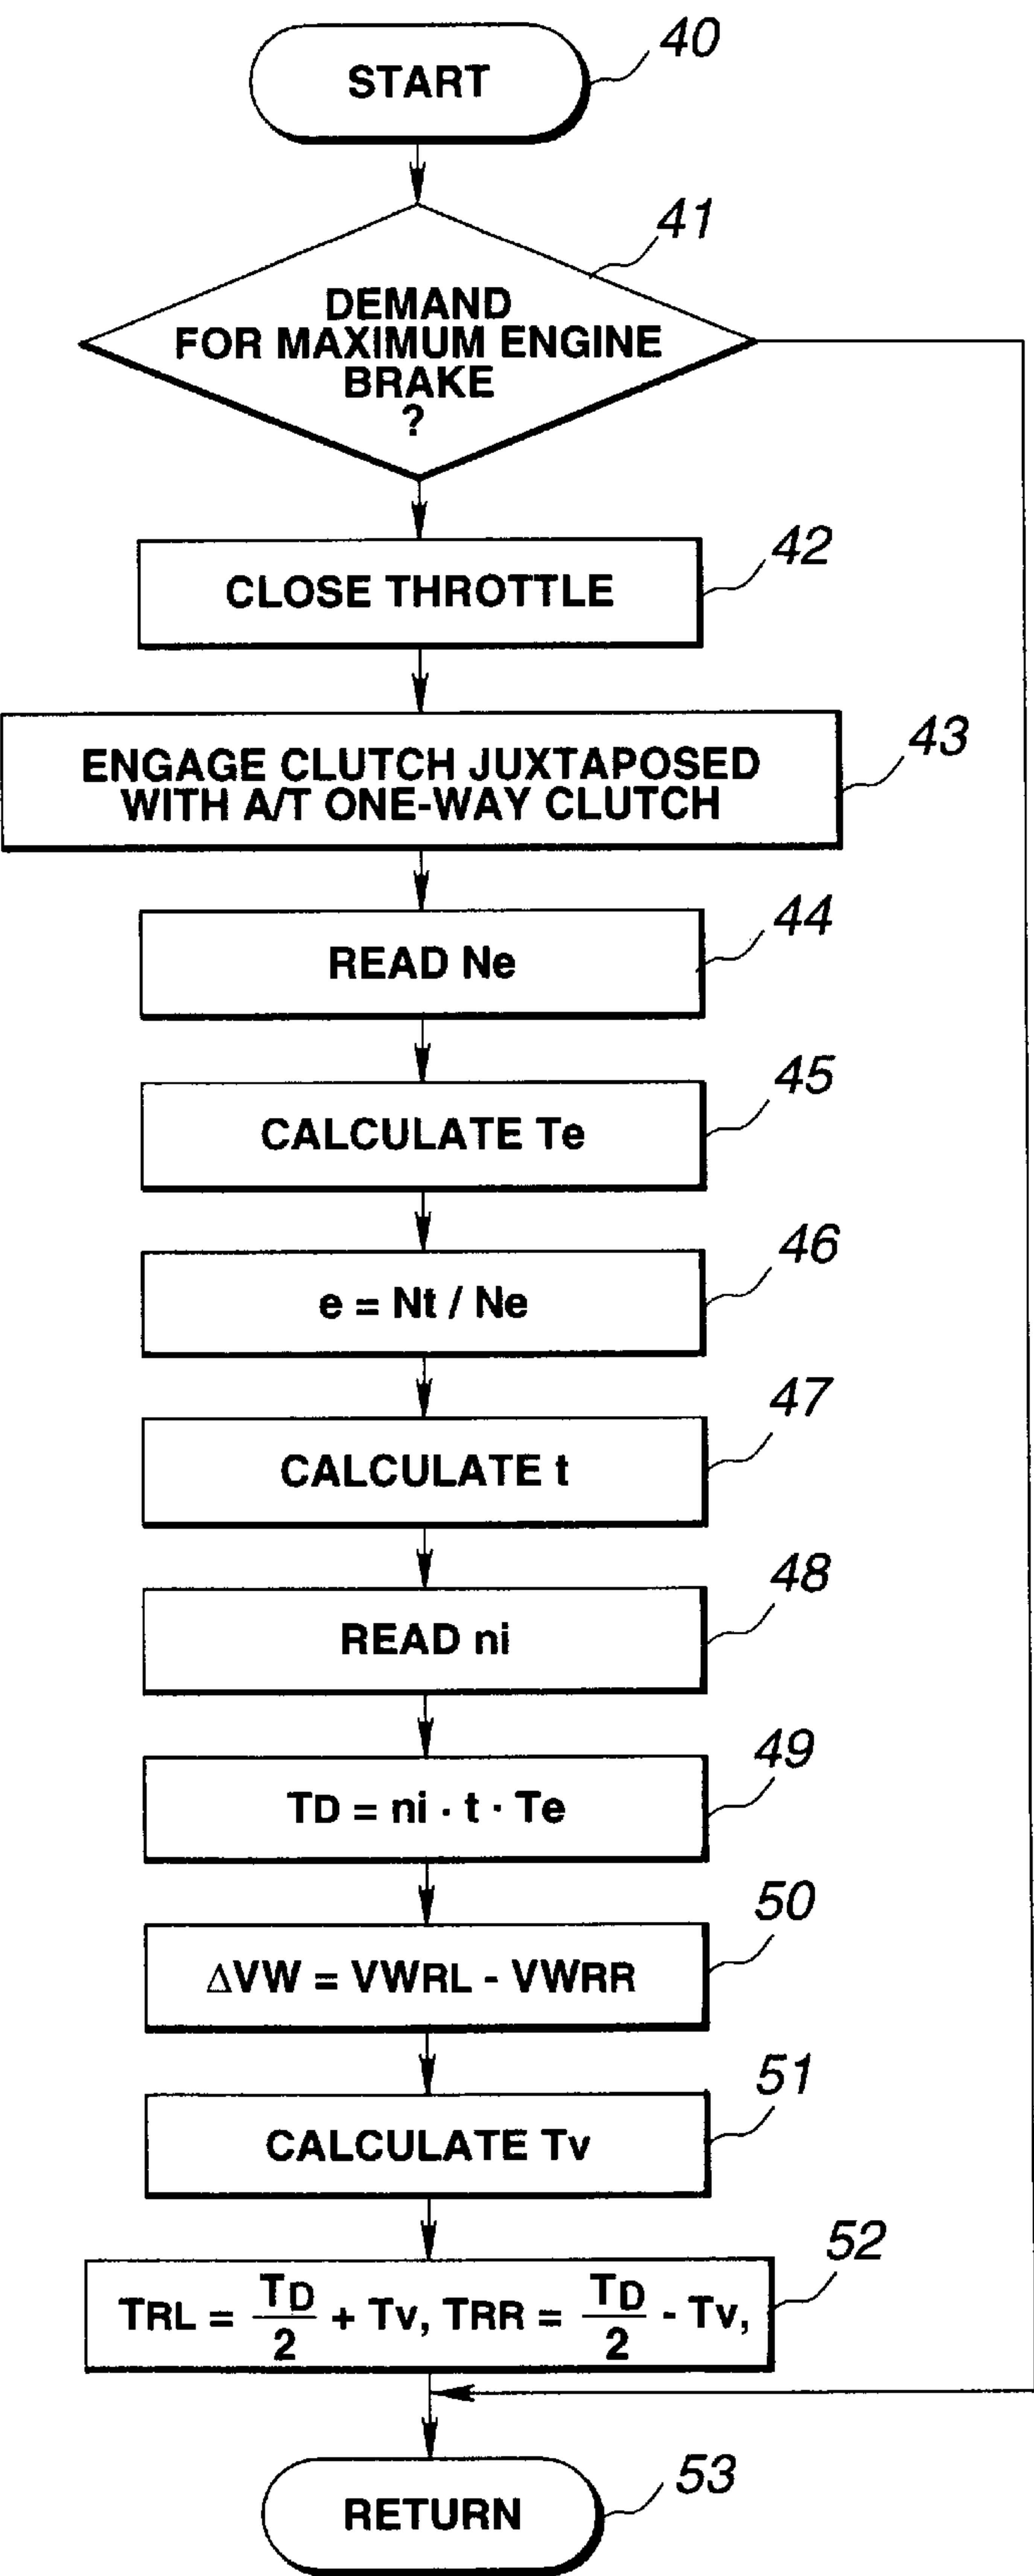 40
START
41
DEMAND
FOR MAXIMUM ENGINE
BRAKE
?
42
CLOSE THROTTLE
43
ENGAGE CLUTCH JUXTAPOSED
WITH A/T ONE-WAY CLUTCH
44
READ Ne
45
CALCULATE Te
46
e = Nt / Ne
47
CALCULATE t
48
READ ni
49
TD = ni · t · Te
50
ΔVW = VWRL - VWRR
51
CALCULATE Tv
52
TRL = TD/2 + Tv, TRR = TD/2 - Tv,
53
RETURN